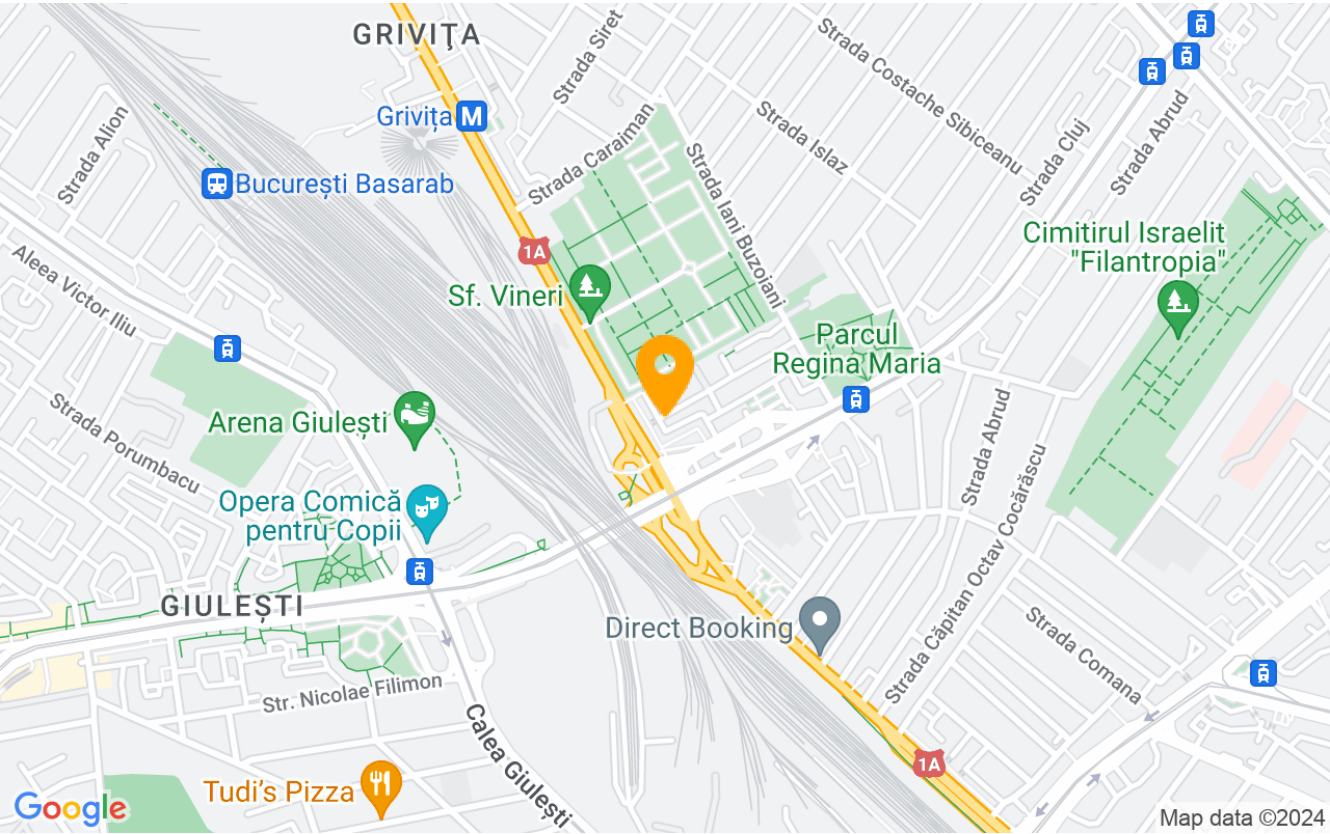 GRIVIŢA
Strada Siret
Strada Costache Sibiceanu
Grivița
M
Strada Alion
Strada Caraiman
Strada Islaz
Strada Cluj
Strada Abrud
București Basarab
Strada Iani Buzoiani
1A
Cimitirul Israelit
"Filantropia"
Aleea Victor Iliu
Sf. Vineri
Parcul
Regina Maria
Strada Porumbacu
Arena Giulești
Strada Abrud
Strada Căpitan Octav Cocărăscu
Opera Comică
pentru Copii
GIULEȘTI
Direct Booking
Strada Comana
Str. Nicolae Filimon
Calea Giulești
1A
Tudi's Pizza
Google
Map data ©2024